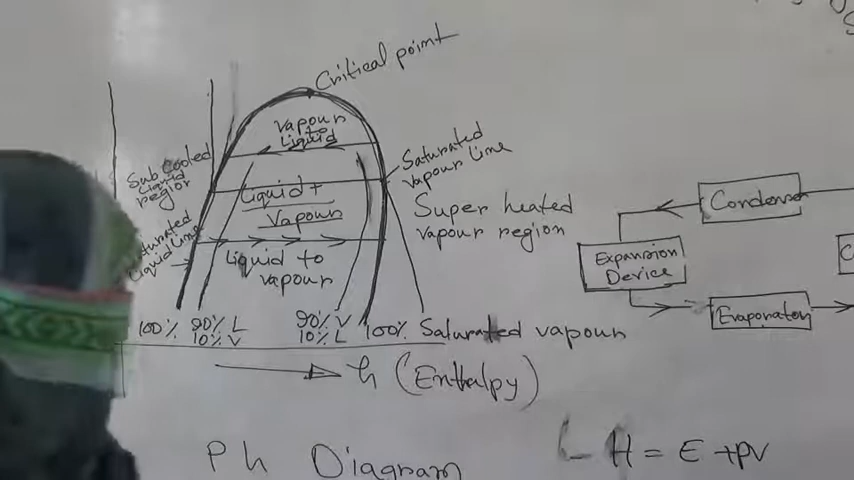 Critical point
Vapour
to
Liquid
Saturated
vapour line
Sub cooled
Liquid
region
Liquid +
Vapour
Super heated
vapour region
Liquid line
Liquid to
vapour
100% 90% L
10% V
90% V
10% L
100% Saturated vapour
h (Enthalpy)
Ph Diagram
H = E + PV
Condenser
Expansion
Device
Evaporator
C